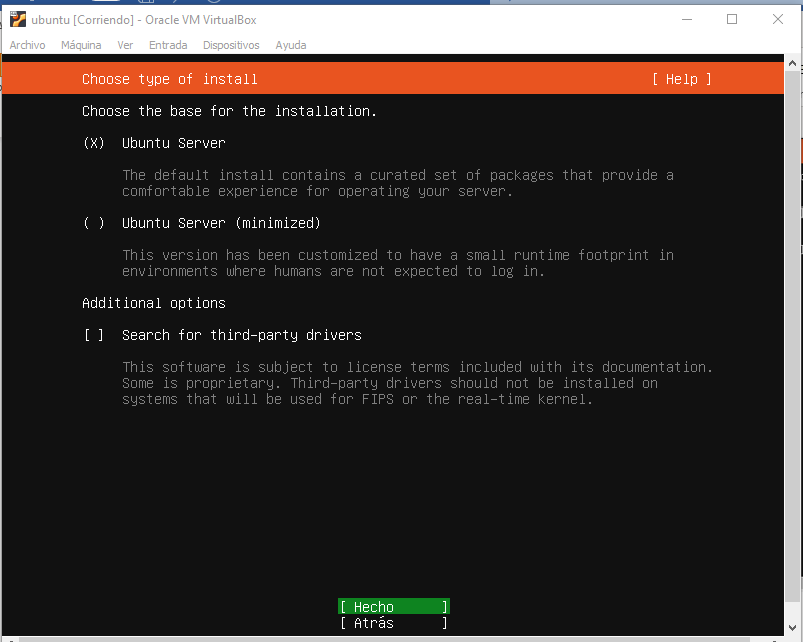 ubuntu [Corriendo] - Oracle VM VirtualBox
Archivo Máquina Ver Entrada Dispositivos Ayuda
Choose type of install [ Help ]
Choose the base for the installation.
(X) Ubuntu Server
The default install contains a curated set of packages that provide a
comfortable experience for operating your server.
( ) Ubuntu Server (minimized)
This version has been customized to have a small runtime footprint in
environments where humans are not expected to log in.
Additional options
[ ] Search for third-party drivers
This software is subject to license terms included with its documentation.
Some is proprietary. Third-party drivers should not be installed on
systems that will be used for FIPS or the real-time kernel.
[ Hecho ]
[ Atrás ]